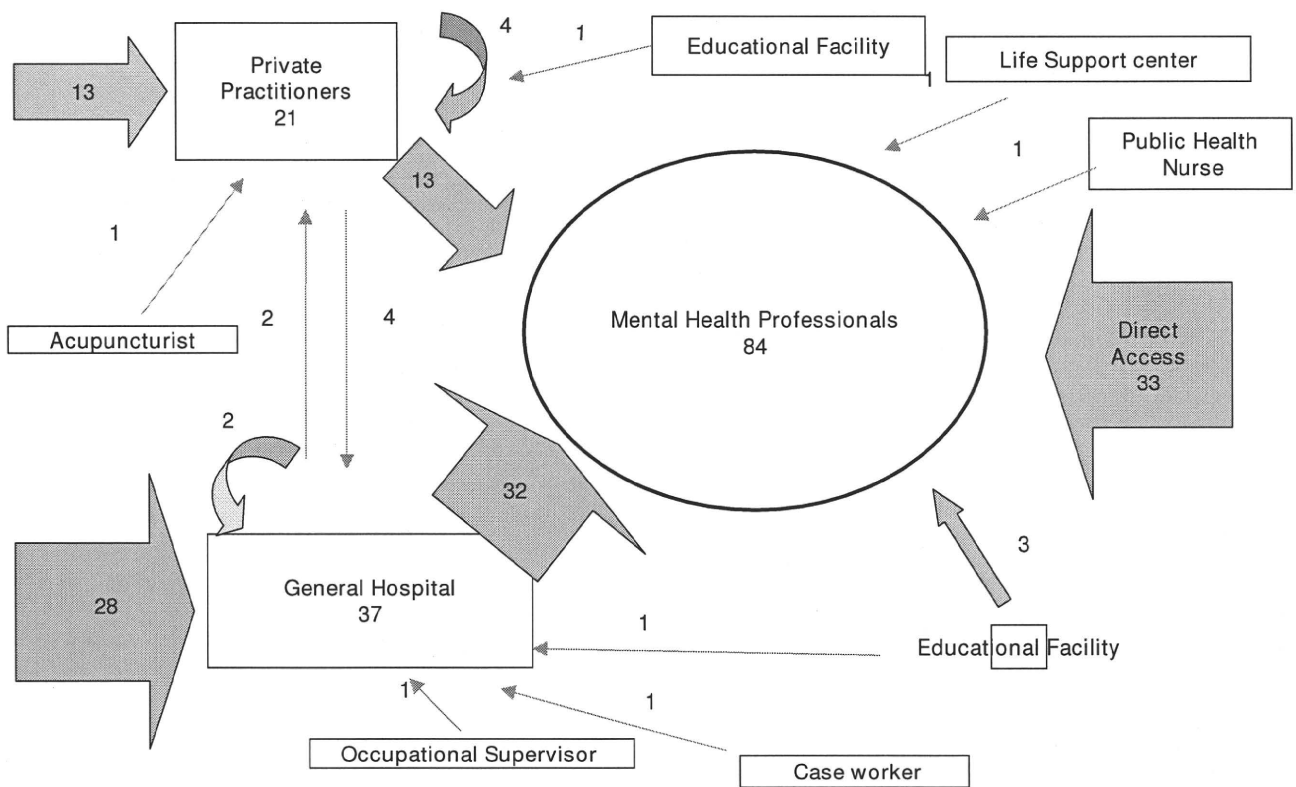 4
1
Educational Facility
1
Life Support center
Private
Practitioners
21
13
13
1
Public Health
Nurse
1
Acupuncturist
2
4
Mental Health Professionals
84
Direct
Access
33
2
32
3
28
General Hospital
37
1
Educational Facility
1
1
Occupational Supervisor
Case worker